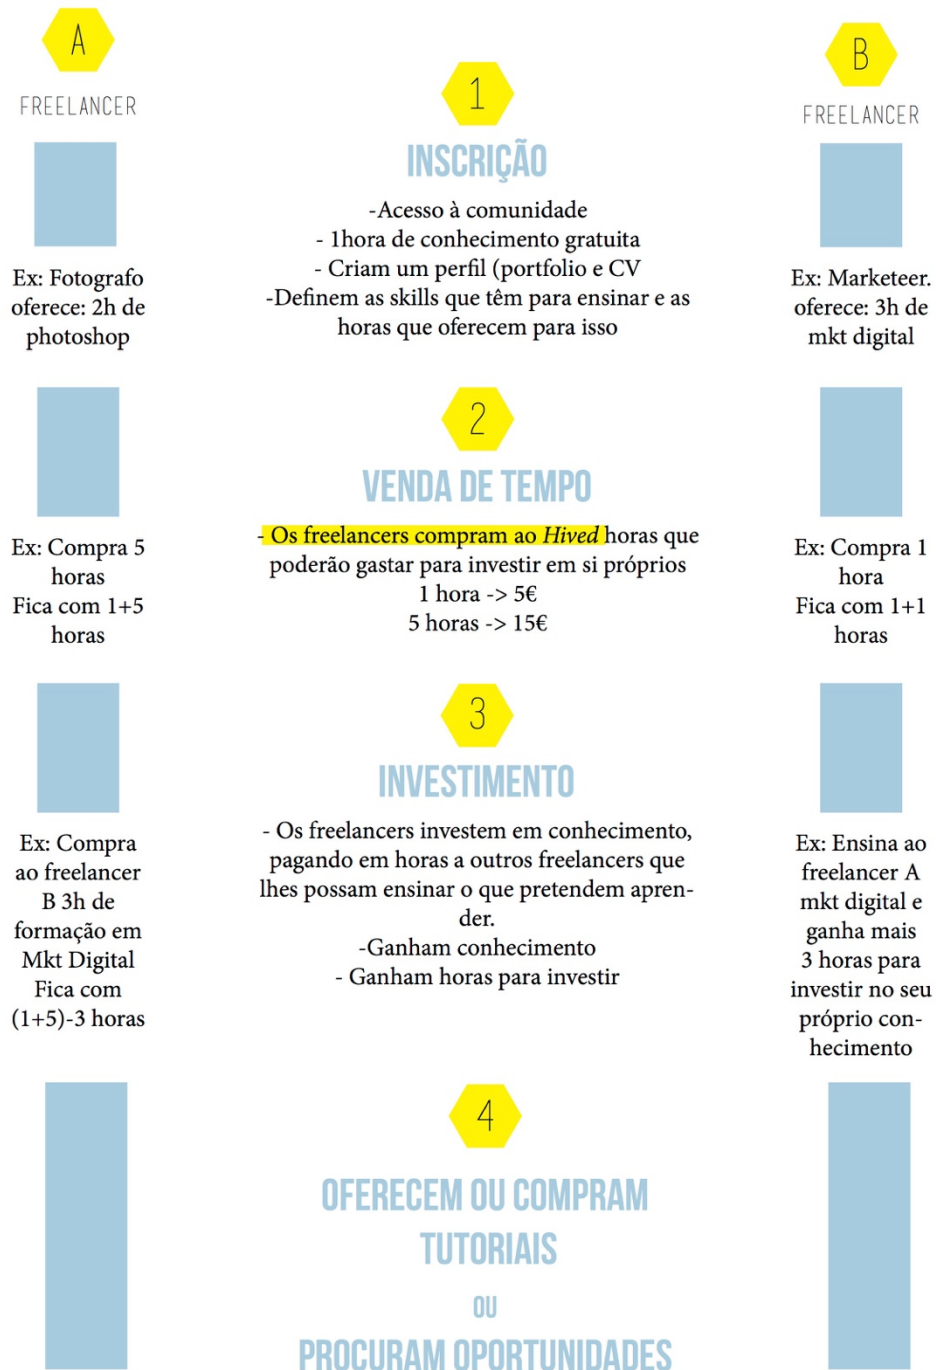 A
FREELANCER
Ex: Fotografo
oferece: 2h de
photoshop
Ex: Compra 5
horas
Fica com 1+5
horas
Ex: Compra
ao freelancer
B 3h de
formação em
Mkt Digital
Fica com
(1+5)-3 horas
1
INSCRIÇÃO
-Acesso à comunidade
- 1hora de conhecimento gratuita
- Criam um perfil (portfolio e CV
-Definem as skills que têm para ensinar e as
horas que oferecem para isso
2
VENDA DE TEMPO
- Os freelancers compram ao Hived horas que
poderão gastar para investir em si próprios
1 hora -> 5€
5 horas -> 15€
3
INVESTIMENTO
- Os freelancers investem em conhecimento,
pagando em horas a outros freelancers que
lhes possam ensinar o que pretendem apren-
der.
-Ganham conhecimento
- Ganham horas para investir
4
OFERECEM OU COMPRAM
TUTORIAIS
OU
PROCURAM OPORTUNIDADES
B
FREELANCER
Ex: Marketeer.
oferece: 3h de
mkt digital
Ex: Compra 1
hora
Fica com 1+1
horas
Ex: Ensina ao
freelancer A
mkt digital e
ganha mais
3 horas para
investir no seu
próprio con-
hecimento